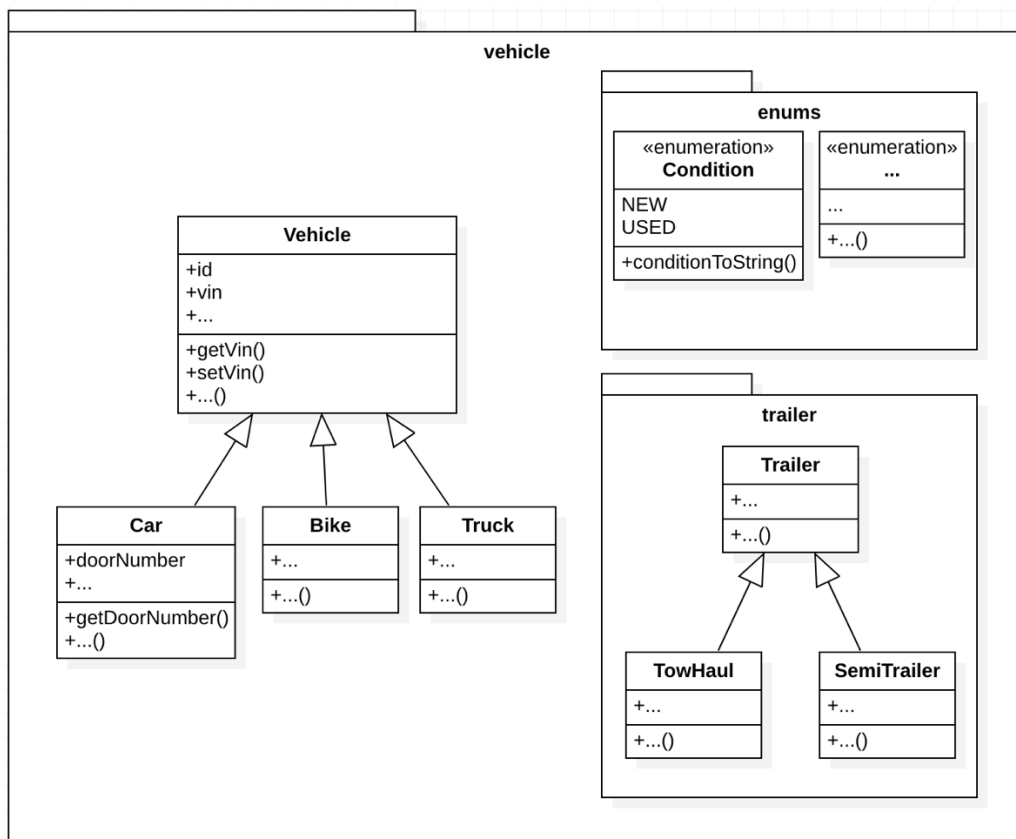 vehicle
Vehicle
+id
+vin
+...
+getVin()
+setVin()
+...()
Car
+doorNumber
+...
+getDoorNumber()
+...()
Bike
+...
+...()
Truck
+...
+...()
enums
«enumeration»
Condition
NEW
USED
+conditionToString()
«enumeration»
...
...
+...()
trailer
Trailer
+...
+...()
TowHaul
+...
+...()
SemiTrailer
+...
+...()